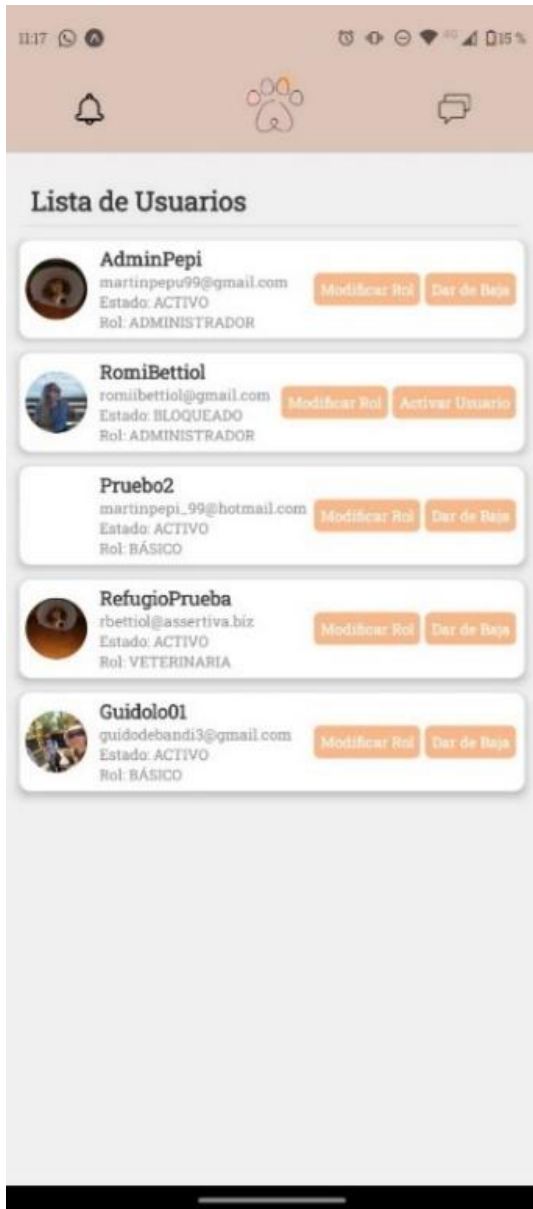 11:17
4G 15 %
Lista de Usuarios
AdminPepi
martinpepu99@gmail.com
Estado: ACTIVO
Rol: ADMINISTRADOR
Modificar Rol Dar de Baja
RomiBettiol
romiibettiol@gmail.com
Estado: BLOQUEADO
Rol: ADMINISTRADOR
Modificar Rol Activar Usuario
Pruebo2
martinpepi_99@hotmail.com
Estado: ACTIVO
Rol: BÁSICO
Modificar Rol Dar de Baja
RefugioPrueba
rbettiol@assertiva.biz
Estado: ACTIVO
Rol: VETERINARIA
Modificar Rol Dar de Baja
Guidolo01
guidodebandi3@gmail.com
Estado: ACTIVO
Rol: BÁSICO
Modificar Rol Dar de Baja